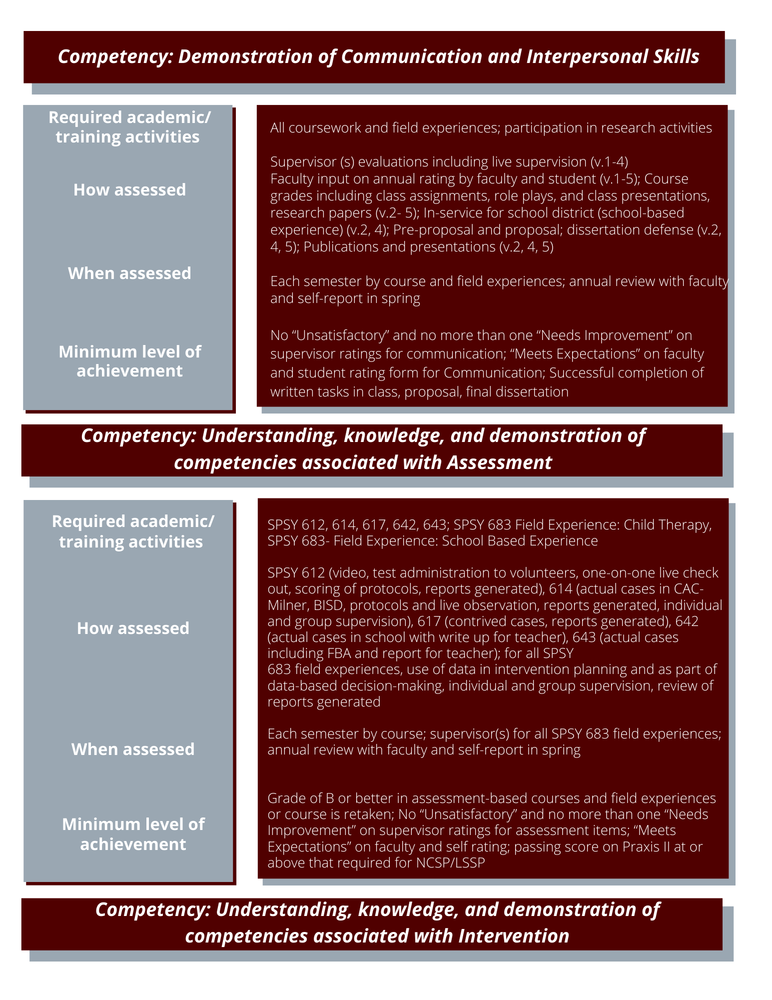 Competency: Demonstration of Communication and Interpersonal Skills
Required academic/
training activities
All coursework and field experiences; participation in research activities
How assessed
Supervisor (s) evaluations including live supervision (v.1-4)
Faculty input on annual rating by faculty and student (v.1-5); Course
grades including class assignments, role plays, and class presentations,
research papers (v.2- 5); In-service for school district (school-based
experience) (v.2, 4); Pre-proposal and proposal; dissertation defense (v.2,
4, 5); Publications and presentations (v.2, 4, 5)
When assessed
Each semester by course and field experiences; annual review with faculty
and self-report in spring
Minimum level of
achievement
No “Unsatisfactory” and no more than one “Needs Improvement” on
supervisor ratings for communication; “Meets Expectations” on faculty
and student rating form for Communication; Successful completion of
written tasks in class, proposal, final dissertation
Competency: Understanding, knowledge, and demonstration of
competencies associated with Assessment
Required academic/
training activities
SPSY 612, 614, 617, 642, 643; SPSY 683 Field Experience: Child Therapy,
SPSY 683- Field Experience: School Based Experience
How assessed
SPSY 612 (video, test administration to volunteers, one-on-one live check
out, scoring of protocols, reports generated), 614 (actual cases in CAC-
Milner, BISD, protocols and live observation, reports generated, individual
and group supervision), 617 (contrived cases, reports generated), 642
(actual cases in school with write up for teacher), 643 (actual cases
including FBA and report for teacher); for all SPSY
683 field experiences, use of data in intervention planning and as part of
data-based decision-making, individual and group supervision, review of
reports generated
When assessed
Each semester by course; supervisor(s) for all SPSY 683 field experiences;
annual review with faculty and self-report in spring
Minimum level of
achievement
Grade of B or better in assessment-based courses and field experiences
or course is retaken; No “Unsatisfactory” and no more than one “Needs
Improvement” on supervisor ratings for assessment items; “Meets
Expectations” on faculty and self rating; passing score on Praxis II at or
above that required for NCSP/LSSP
Competency: Understanding, knowledge, and demonstration of
competencies associated with Intervention